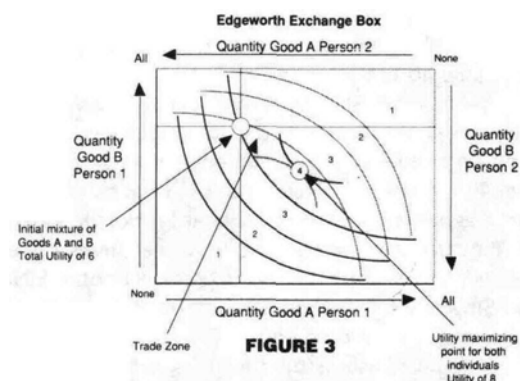 Edgeworth Exchange Box
Quantity Good A Person 2
All
None
1
2
3
4
3
2
1
Quantity
Good B
Person 1
Quantity
Good B
Person 2
Initial mixture of
Goods A and B
Total Utility of 6
None
All
Quantity Good A Person 1
Trade Zone
FIGURE 3
Utility maximizing
point for both
individuals
Utility of 8